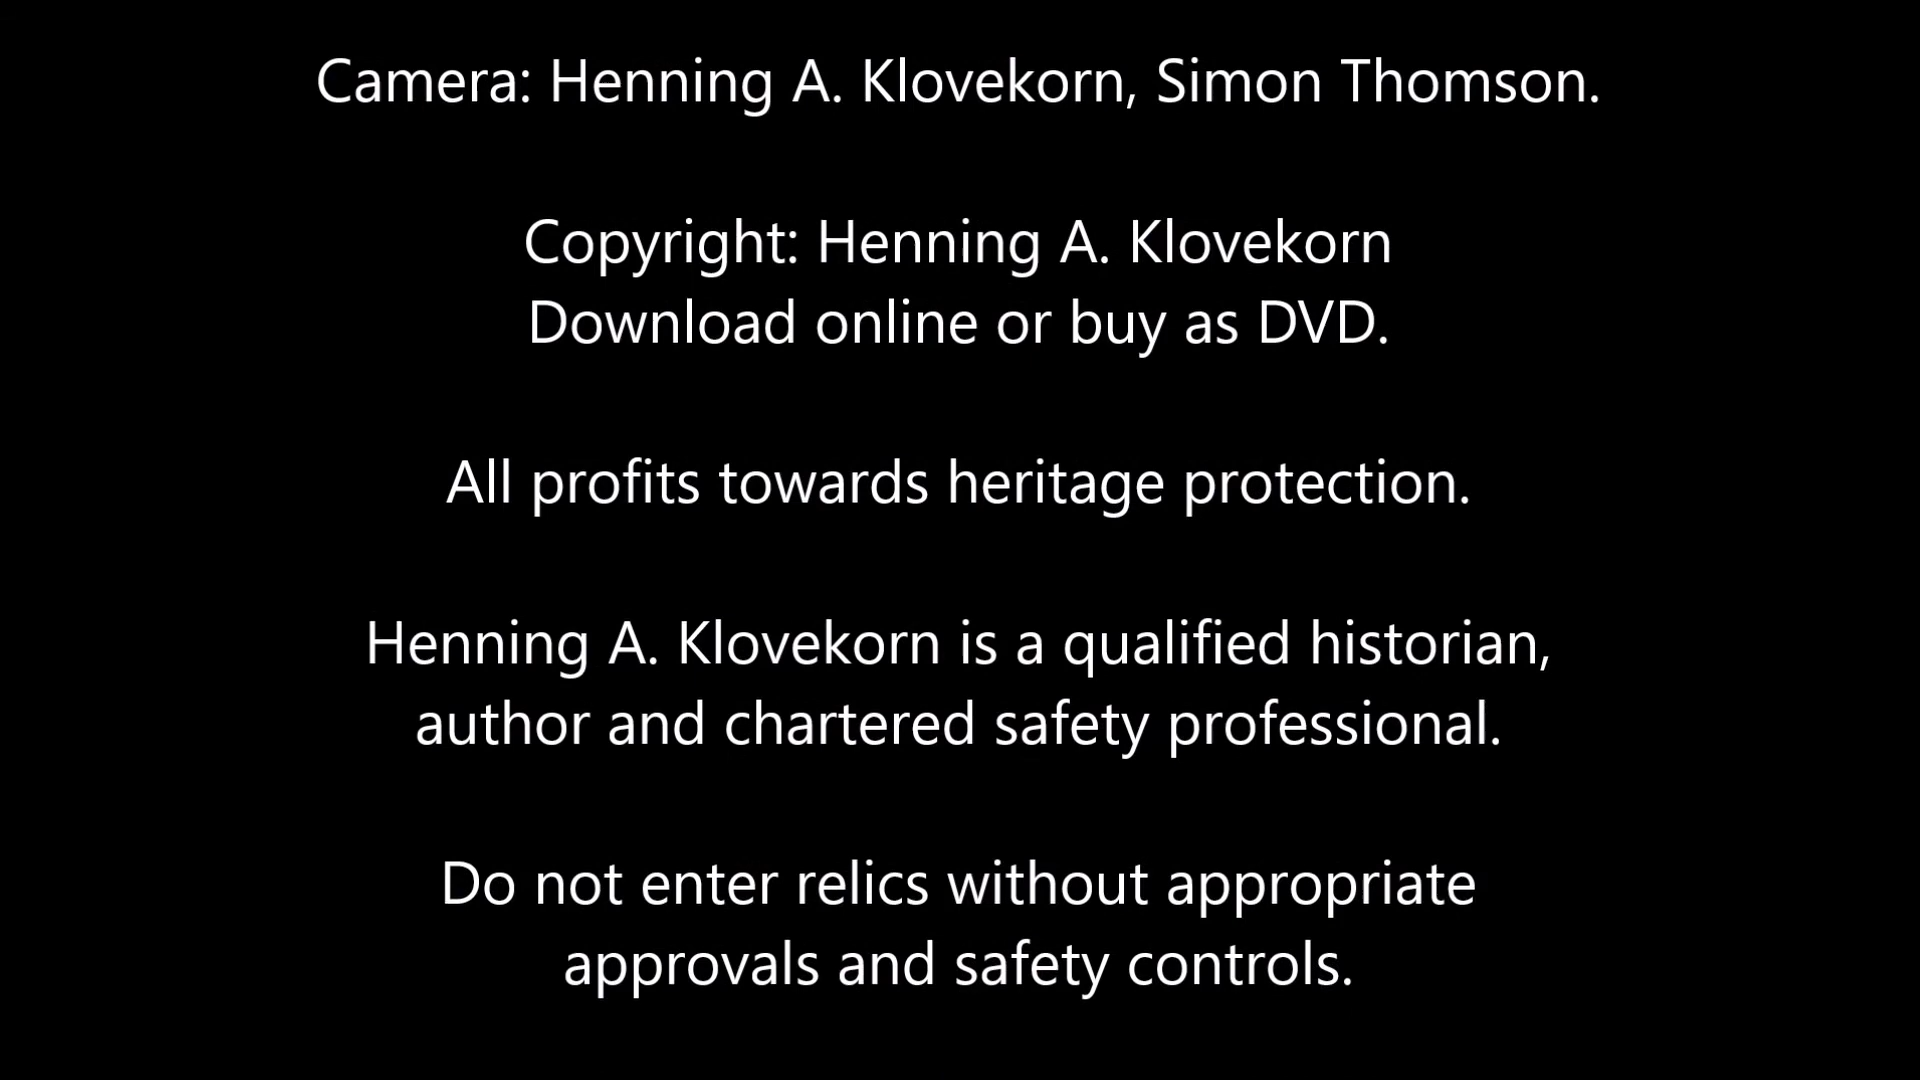 Camera: Henning A. Klovekorn, Simon Thomson.
Copyright: Henning A. Klovekorn
Download online or buy as DVD.
All profits towards heritage protection.
Henning A. Klovekorn is a qualified historian,
author and chartered safety professional.
Do not enter relics without appropriate
approvals and safety controls.